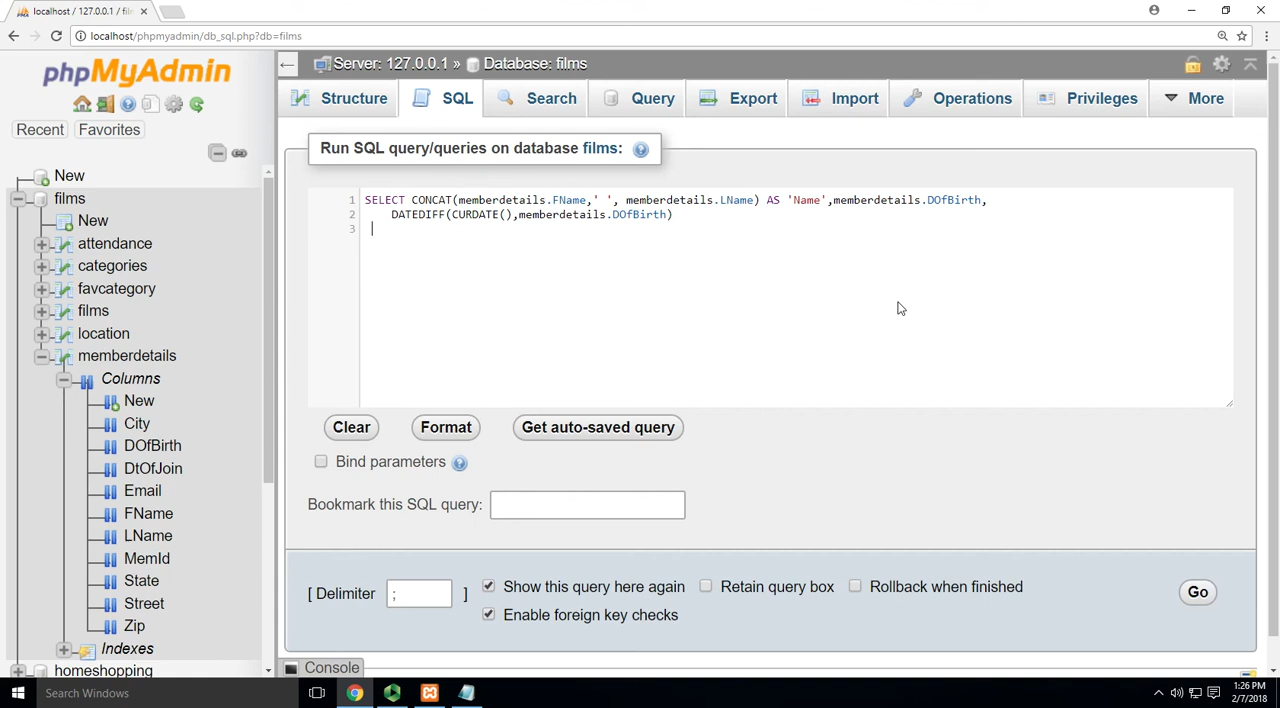 localhost / 127.0.0.1 / film
localhost/phpmyadmin/db_sql.php?db=films
phpMyAdmin
Recent Favorites
New
films
New
attendance
categories
favcategory
films
location
memberdetails
Columns
New
City
DOfBirth
DtOfJoin
Email
FName
LName
MemId
State
Street
Zip
Indexes
homeshopping
Server: 127.0.0.1 » Database: films
Structure SQL Search Query Export Import Operations Privileges More
Run SQL query/queries on database films:
1 SELECT CONCAT(memberdetails.FName,' ', memberdetails.LName) AS 'Name',memberdetails.DOfBirth,
2 DATEDIFF(CURDATE(),memberdetails.DOfBirth)
3
Clear Format Get auto-saved query
Bind parameters
Bookmark this SQL query:
[ Delimiter ; ] Show this query here again Retain query box Rollback when finished Go
Enable foreign key checks
Console
Search Windows
1:26 PM
2/7/2018